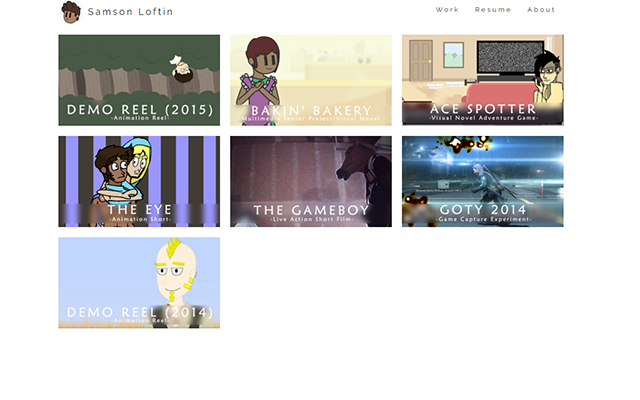 Samson Loftin
Work Resume About
DEMO REEL (2015)
-Animation Reel-
BAKIN' BAKERY
-Multimedia Senior Project/Visual Novel-
ACE SPOTTER
-Visual Novel Adventure Game-
THE EYE
-Animation Short-
THE GAMEBOY
-Live Action Short Film-
GOTY 2014
-Game Capture Experiment-
DEMO REEL (2014)
-Animation Reel-